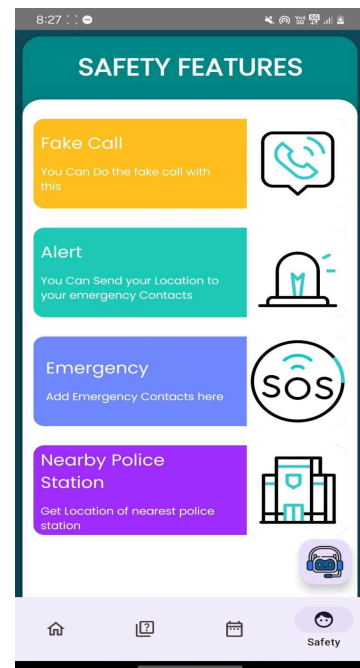 8:27
SAFETY FEATURES
Fake Call
You Can Do the fake call with
this
Alert
You Can Send your Location to
your emergency Contacts
Emergency
Add Emergency Contacts here
SOS
Nearby Police
Station
Get Location of nearest police
station
?
Safety